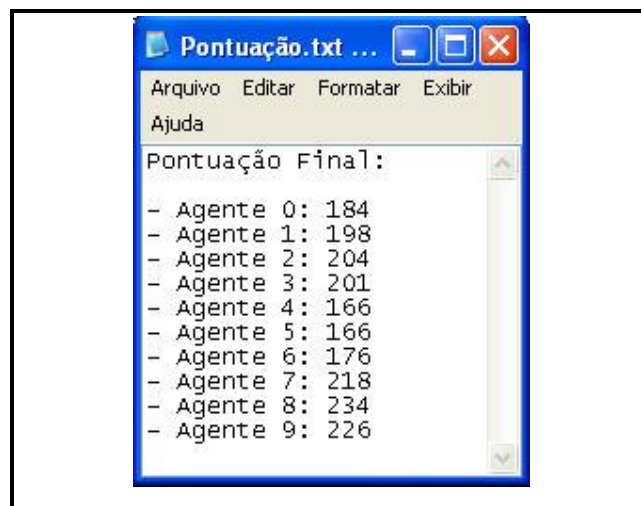 Pontuação.txt ...
Arquivo Editar Formatar Exibir
Ajuda
Pontuação Final:
- Agente 0: 184
- Agente 1: 198
- Agente 2: 204
- Agente 3: 201
- Agente 4: 166
- Agente 5: 166
- Agente 6: 176
- Agente 7: 218
- Agente 8: 234
- Agente 9: 226